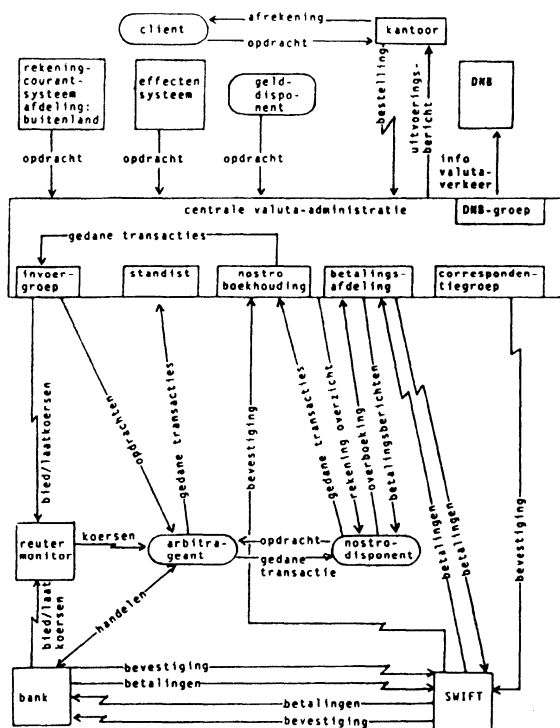 afrekening
client
opdracht
kantoor
rekening-
courant-
systeem
afdeling:
buitenland
effecten
systeem
geld-
dispo-
nent
bestelling
uitvoerings-
bericht
DNB
opdracht
opdracht
opdracht
info
valuta-
verkeer
centrale valuta-administratie
DNB-groep
gedane transacties
invoer-
groep
standist
nostro
boekhouding
betalings-
afdeling
corresponden-
tiegroep
bied/laatkoersen
opdrachten
gedane transacties
bevestiging
gedane transacties
rekening overzicht
overboeking
betalingsberichten
betalingen
betalingen
bevestiging
reuter
monitor
koersen
arbitra-
geant
opdracht
gedane
transactie
nostro-
disponent
bied/laat
koersen
handelen
bank
bevestiging
betalingen
betalingen
bevestiging
SWIFT